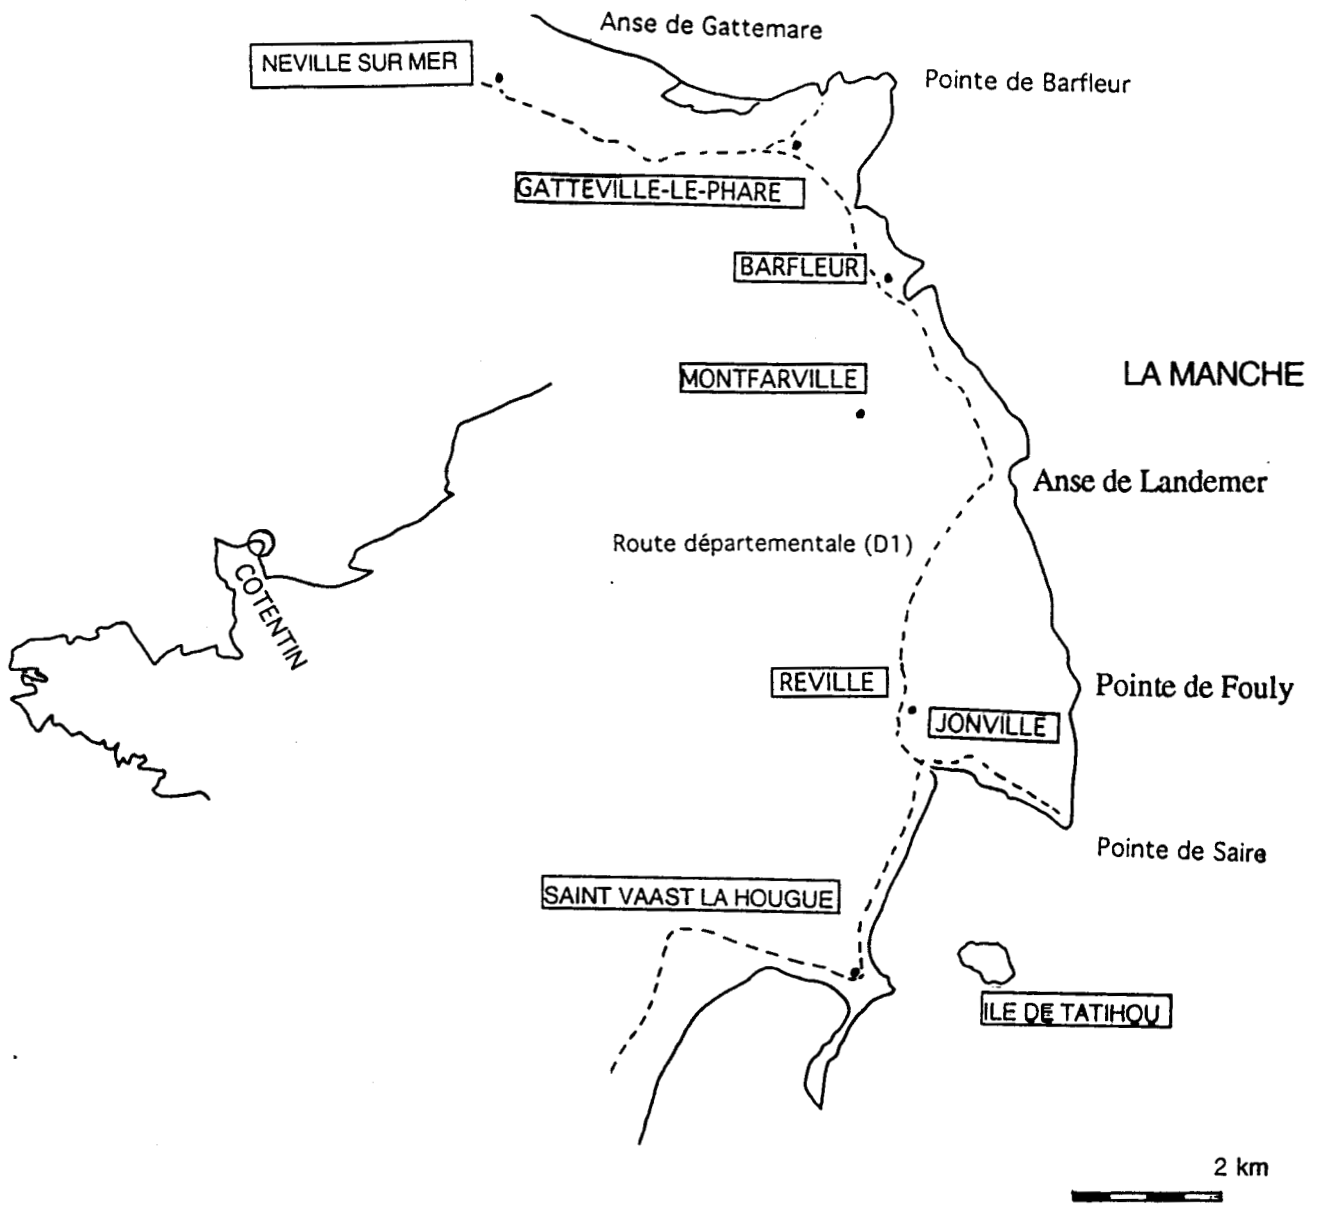 Anse de Gattemare
NEVILLE SUR MER
Pointe de Barfleur
GATTEVILLE-LE-PHARE
BARFLEUR
MONTFARVILLE
LA MANCHE
Anse de Landemer
Route départementale (D1)
COTENTIN
REVILLE
Pointe de Fouly
JONVILLE
Pointe de Saire
SAINT VAAST LA HOUGUE
ILE DE TATIHOU
2 km